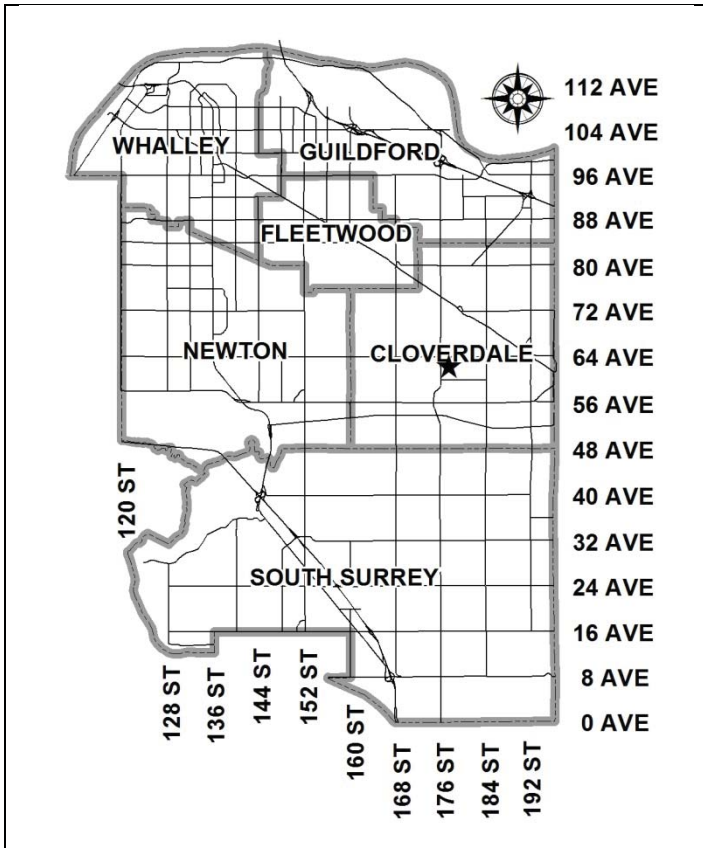 112 AVE
104 AVE
WHALLEY
GUILDFORD
96 AVE
88 AVE
FLEETWOOD
80 AVE
72 AVE
NEWTON
CLOVERDALE
64 AVE
56 AVE
48 AVE
120 ST
40 AVE
32 AVE
SOUTH SURREY
24 AVE
16 AVE
8 AVE
0 AVE
128 ST
136 ST
144 ST
152 ST
160 ST
168 ST
176 ST
184 ST
192 ST